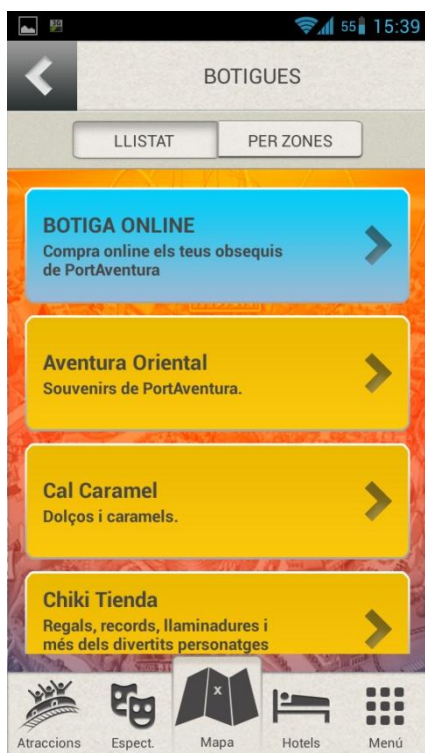 55 15:39
BOTIGUES
LLISTAT PER ZONES
BOTIGA ONLINE
Compra online els teus obsequis
de PortAventura
Aventura Oriental
Souvenirs de PortAventura.
Cal Caramel
Dolços i caramels.
Chiki Tienda
Regals, records, llaminadures i
més dels divertits personatges
x
Atraccions Espect. Mapa Hotels Menú